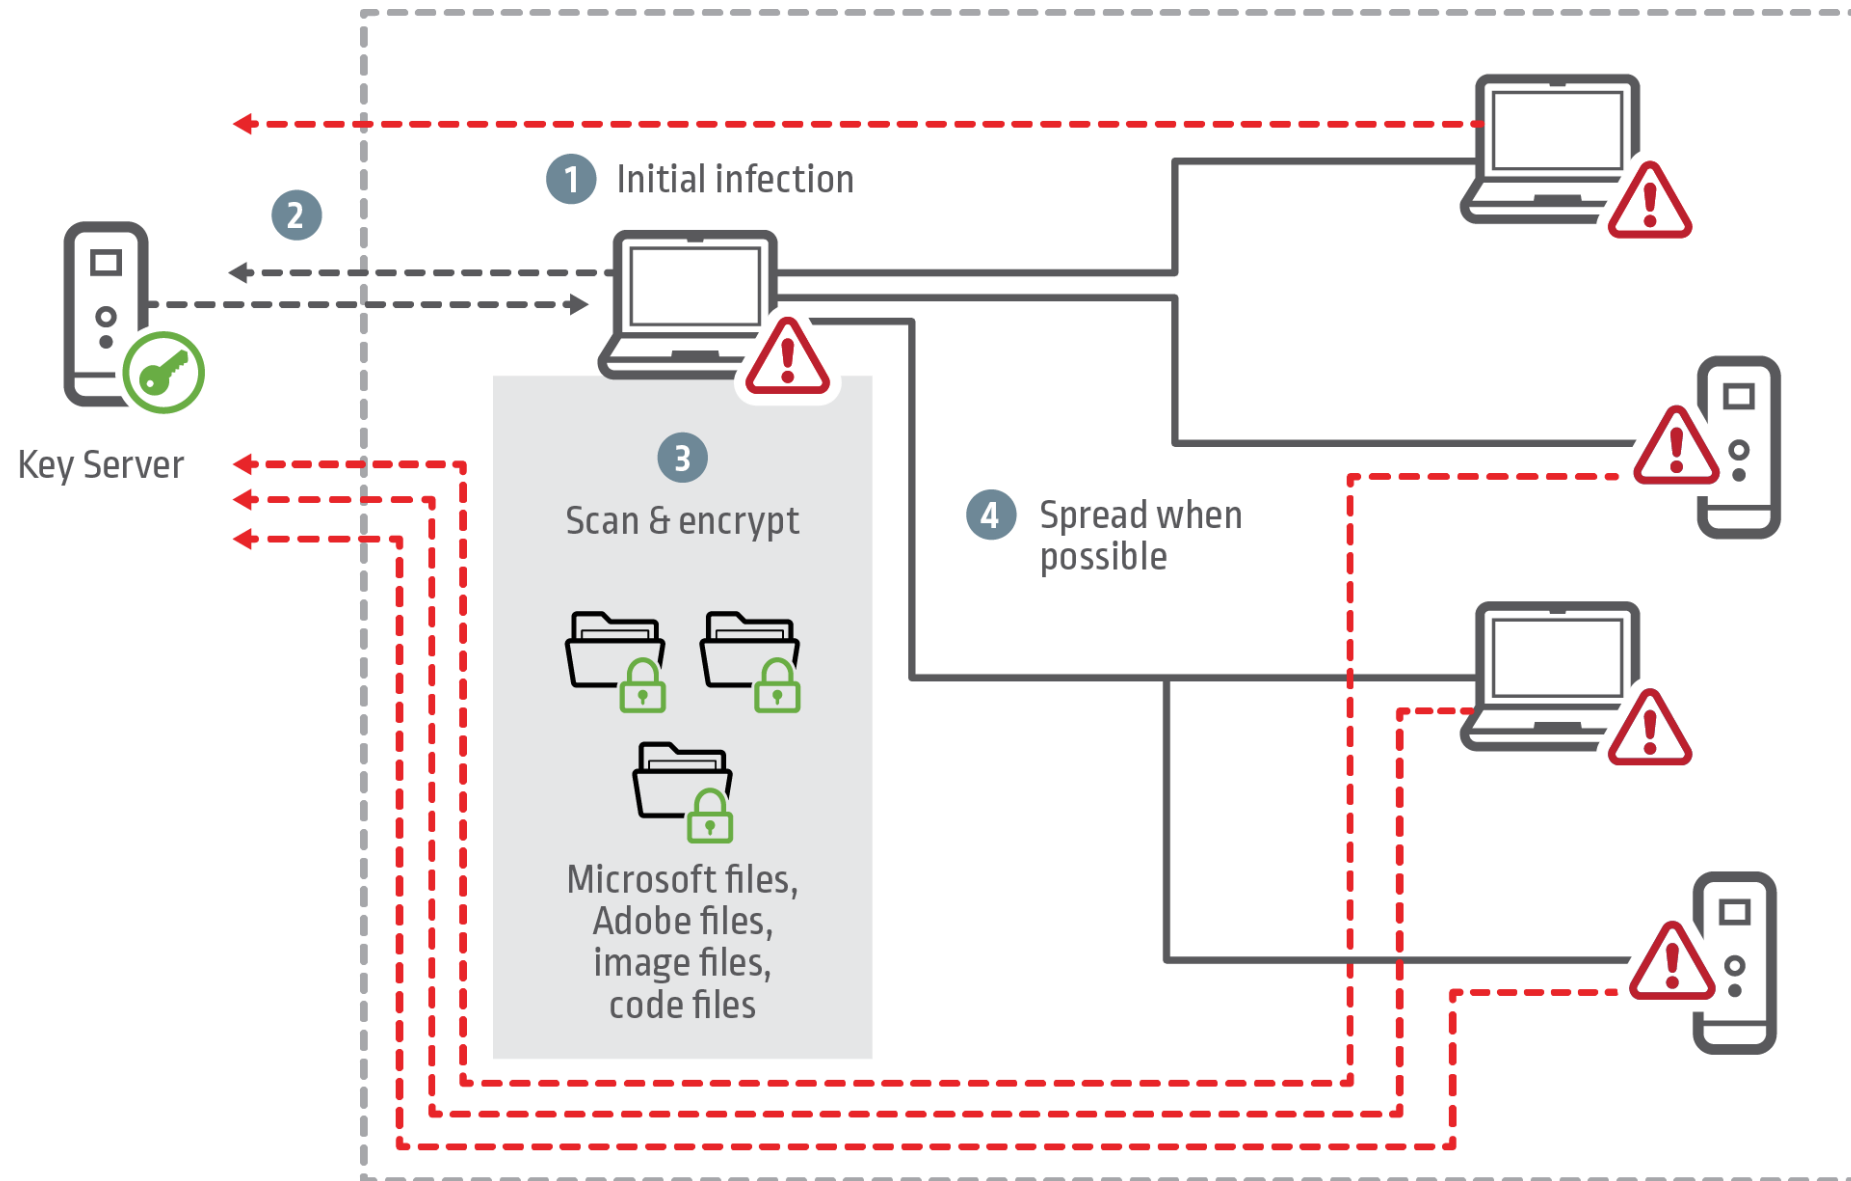 1 Initial infection
2
Key Server
3
Scan & encrypt
4 Spread when
possible
Microsoft files,
Adobe files,
image files,
code files